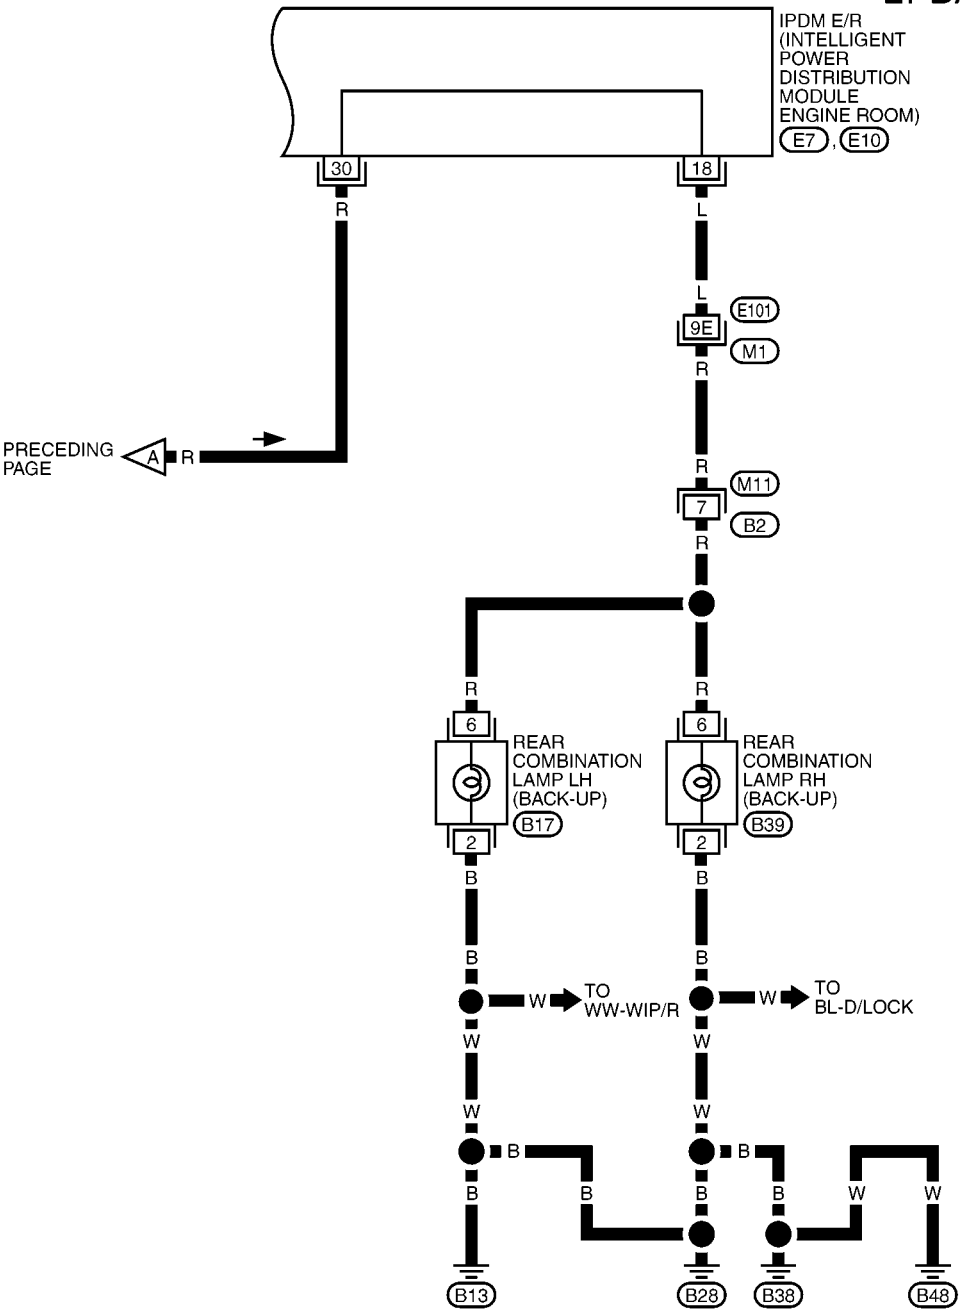 IPDM E/R
(INTELLIGENT
POWER
DISTRIBUTION
MODULE
ENGINE ROOM)
E7 , E10
30
18
R
L
L
E101
9E
M1
R
PRECEDING
PAGE
A
R
R
M11
7
B2
R
R
R
6
6
REAR
COMBINATION
LAMP LH
(BACK-UP)
B17
REAR
COMBINATION
LAMP RH
(BACK-UP)
B39
2
2
B
B
B
B
W
TO
WW-WIP/R
W
TO
BL-D/LOCK
W
W
W
W
B
B
B
B
B
B
W
W
B13
B28
B38
B48